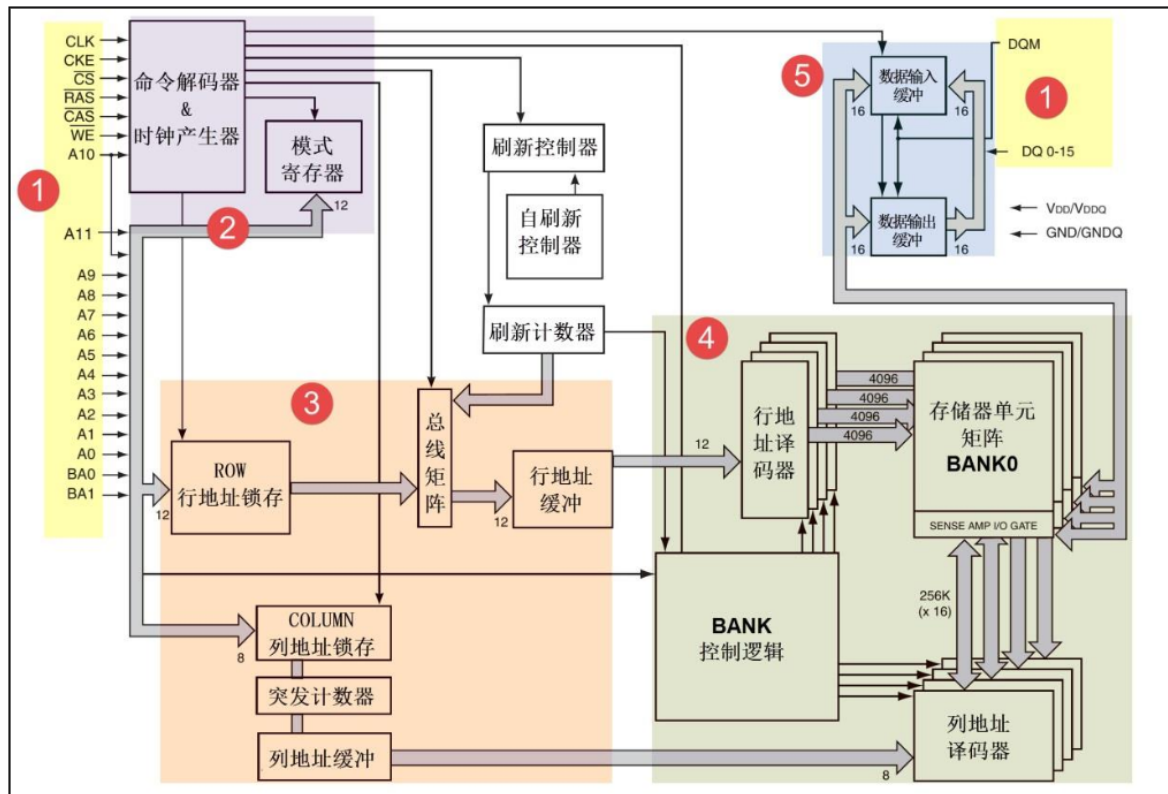 CLK
CKE
CS
RAS
CAS
WE
A10
1
A11
A9
A8
A7
A6
A5
A4
A3
A2
A1
A0
BA0
BA1
命令解码器
&
时钟产生器
模式
寄存器
12
2
刷新控制器
自刷新
控制器
刷新计数器
5
数据输入
缓冲
16
16
数据输出
缓冲
16
16
DQM
1
DQ 0-15
VDD/VDDQ
GND/GNDQ
3
12
ROW
行地址锁存
总
线
矩
阵
12
行地址
缓冲
8
COLUMN
列地址锁存
突发计数器
列地址缓冲
4
12
行地
址译
码器
4096
4096
4096
4096
存储器单元
矩阵
BANK0
SENSE AMP I/O GATE
256K
(x 16)
BANK
控制逻辑
列地址
译码器
8